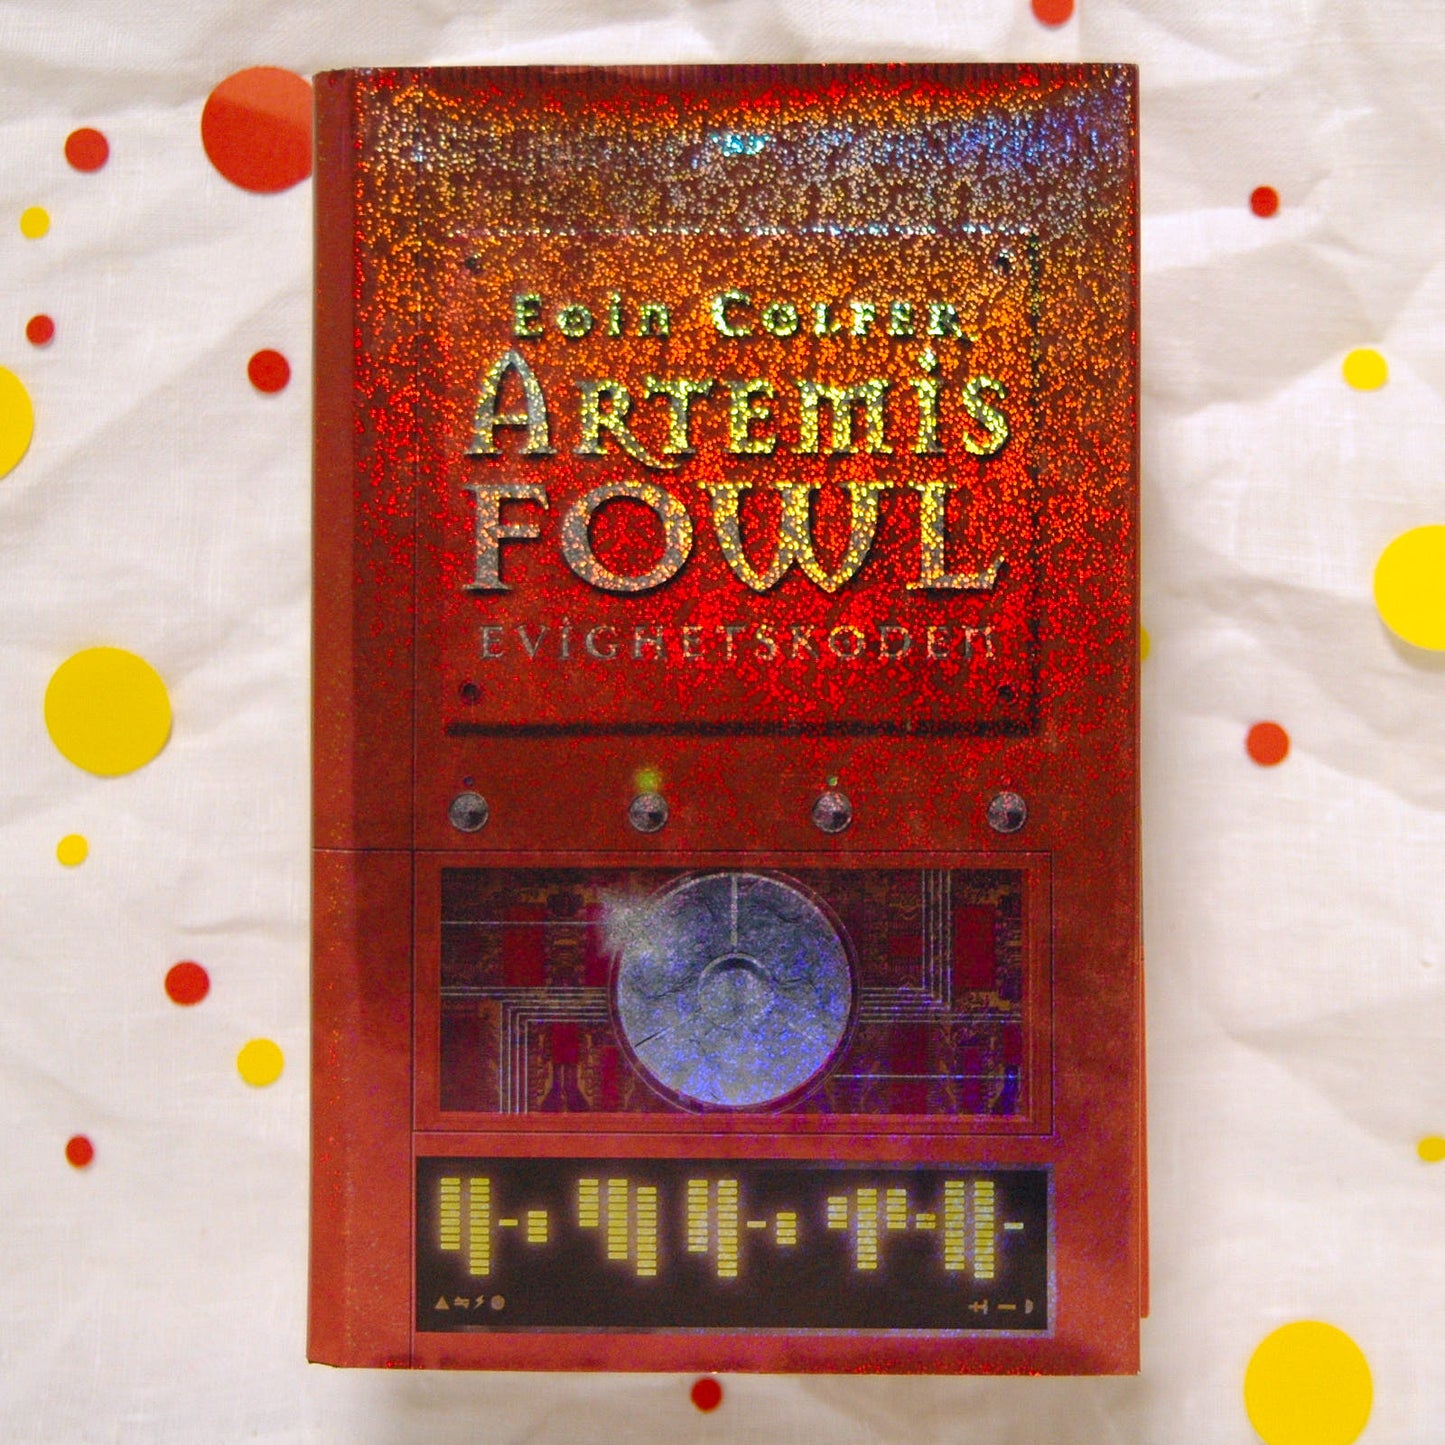 Eoin Colfer
Artemis
FOWL
EVIGHETSKODEN